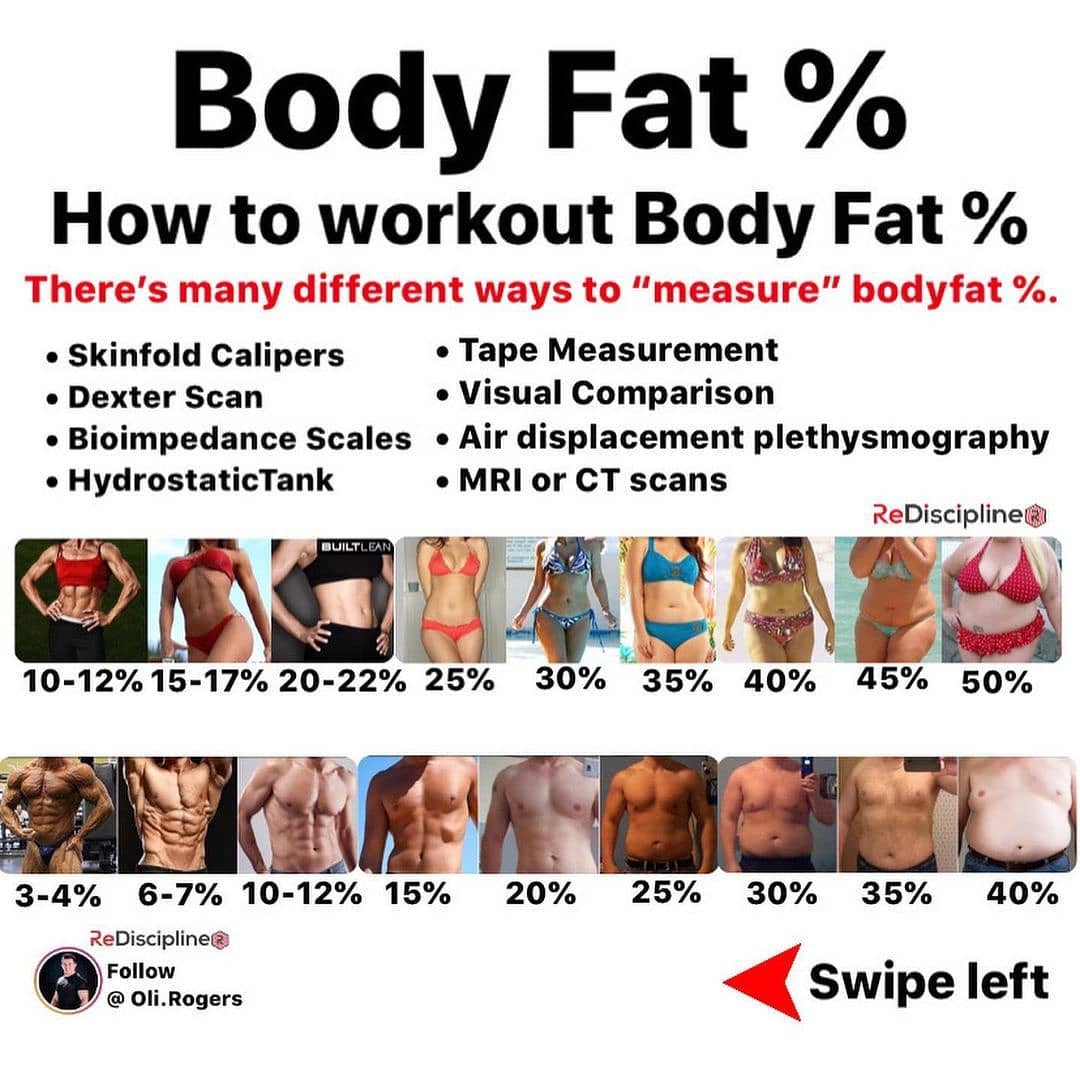 Body Fat %
How to workout Body Fat %
There’s many different ways to “measure” bodyfat %.
• Skinfold Calipers
• Dexter Scan
• Bioimpedance Scales
• HydrostaticTank
• Tape Measurement
• Visual Comparison
• Air displacement plethysmography
• MRI or CT scans
ReDiscipline
BUILTLEAN
10-12% 15-17% 20-22% 25% 30% 35% 40% 45% 50%
3-4% 6-7% 10-12% 15% 20% 25% 30% 35% 40%
ReDiscipline
Follow
@ Oli.Rogers
Swipe left